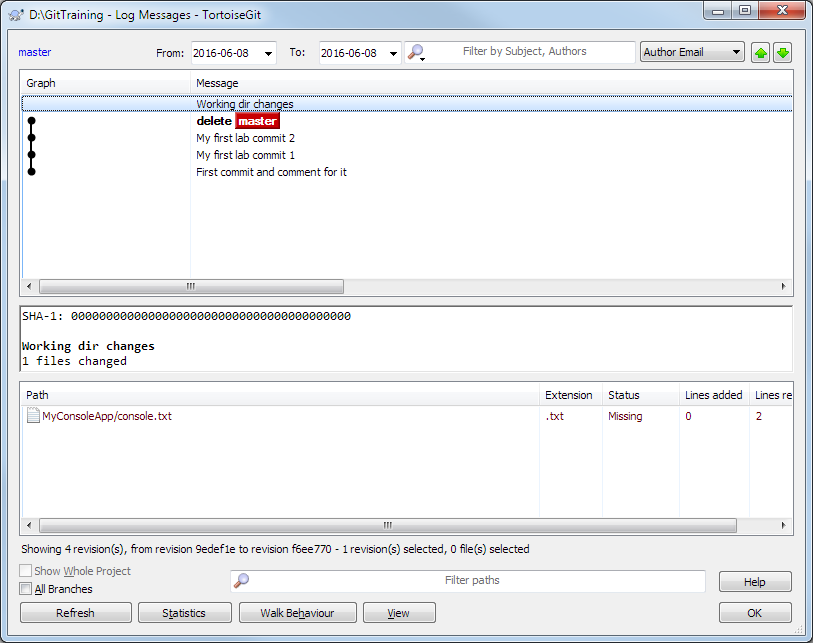 D:\GitTraining - Log Messages - TortoiseGit
master From: 2016-06-08 To: 2016-06-08 Filter by Subject, Authors Author Email
Graph Message
Working dir changes
delete master
My first lab commit 2
My first lab commit 1
First commit and comment for it
SHA-1: 0000000000000000000000000000000000000000
Working dir changes
1 files changed
Path Extension Status Lines added Lines re
MyConsoleApp/console.txt .txt Missing 0 2
Showing 4 revision(s), from revision 9edef1e to revision f6ee770 - 1 revision(s) selected, 0 file(s) selected
Show Whole Project
All Branches
Filter paths
Help
Refresh Statistics Walk Behaviour View OK